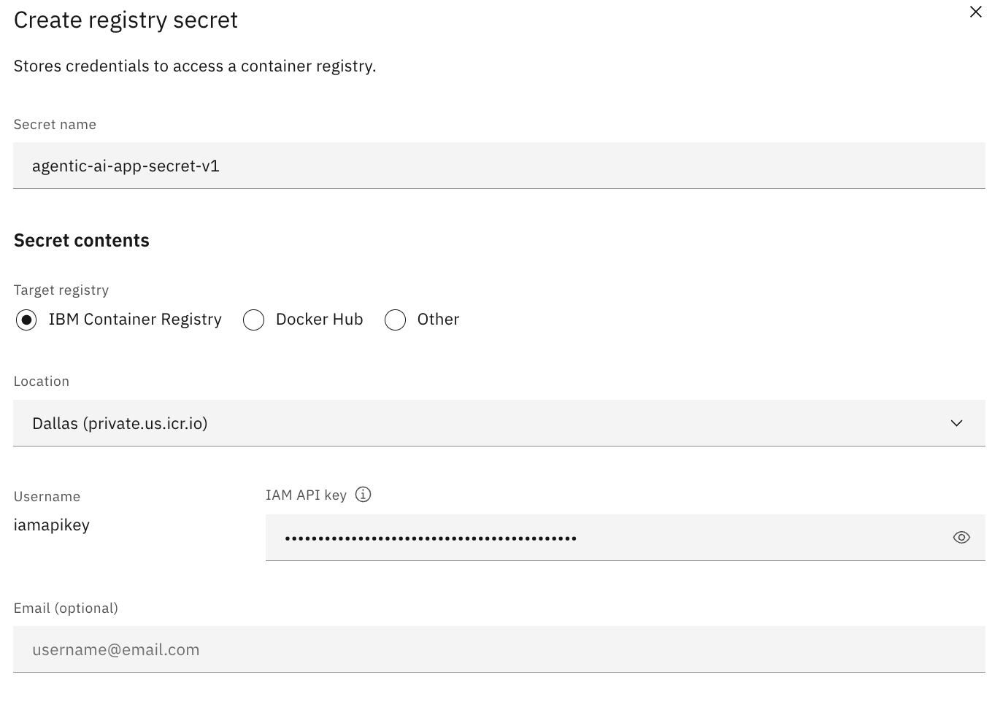 Create registry secret
Stores credentials to access a container registry.
Secret name
agentic-ai-app-secret-v1
Secret contents
Target registry
IBM Container Registry Docker Hub Other
Location
Dallas (private.us.icr.io)
Username IAM API key
iamapikey ••••••••••••••••••••••••••••••••••••••••••••
Email (optional)
username@email.com